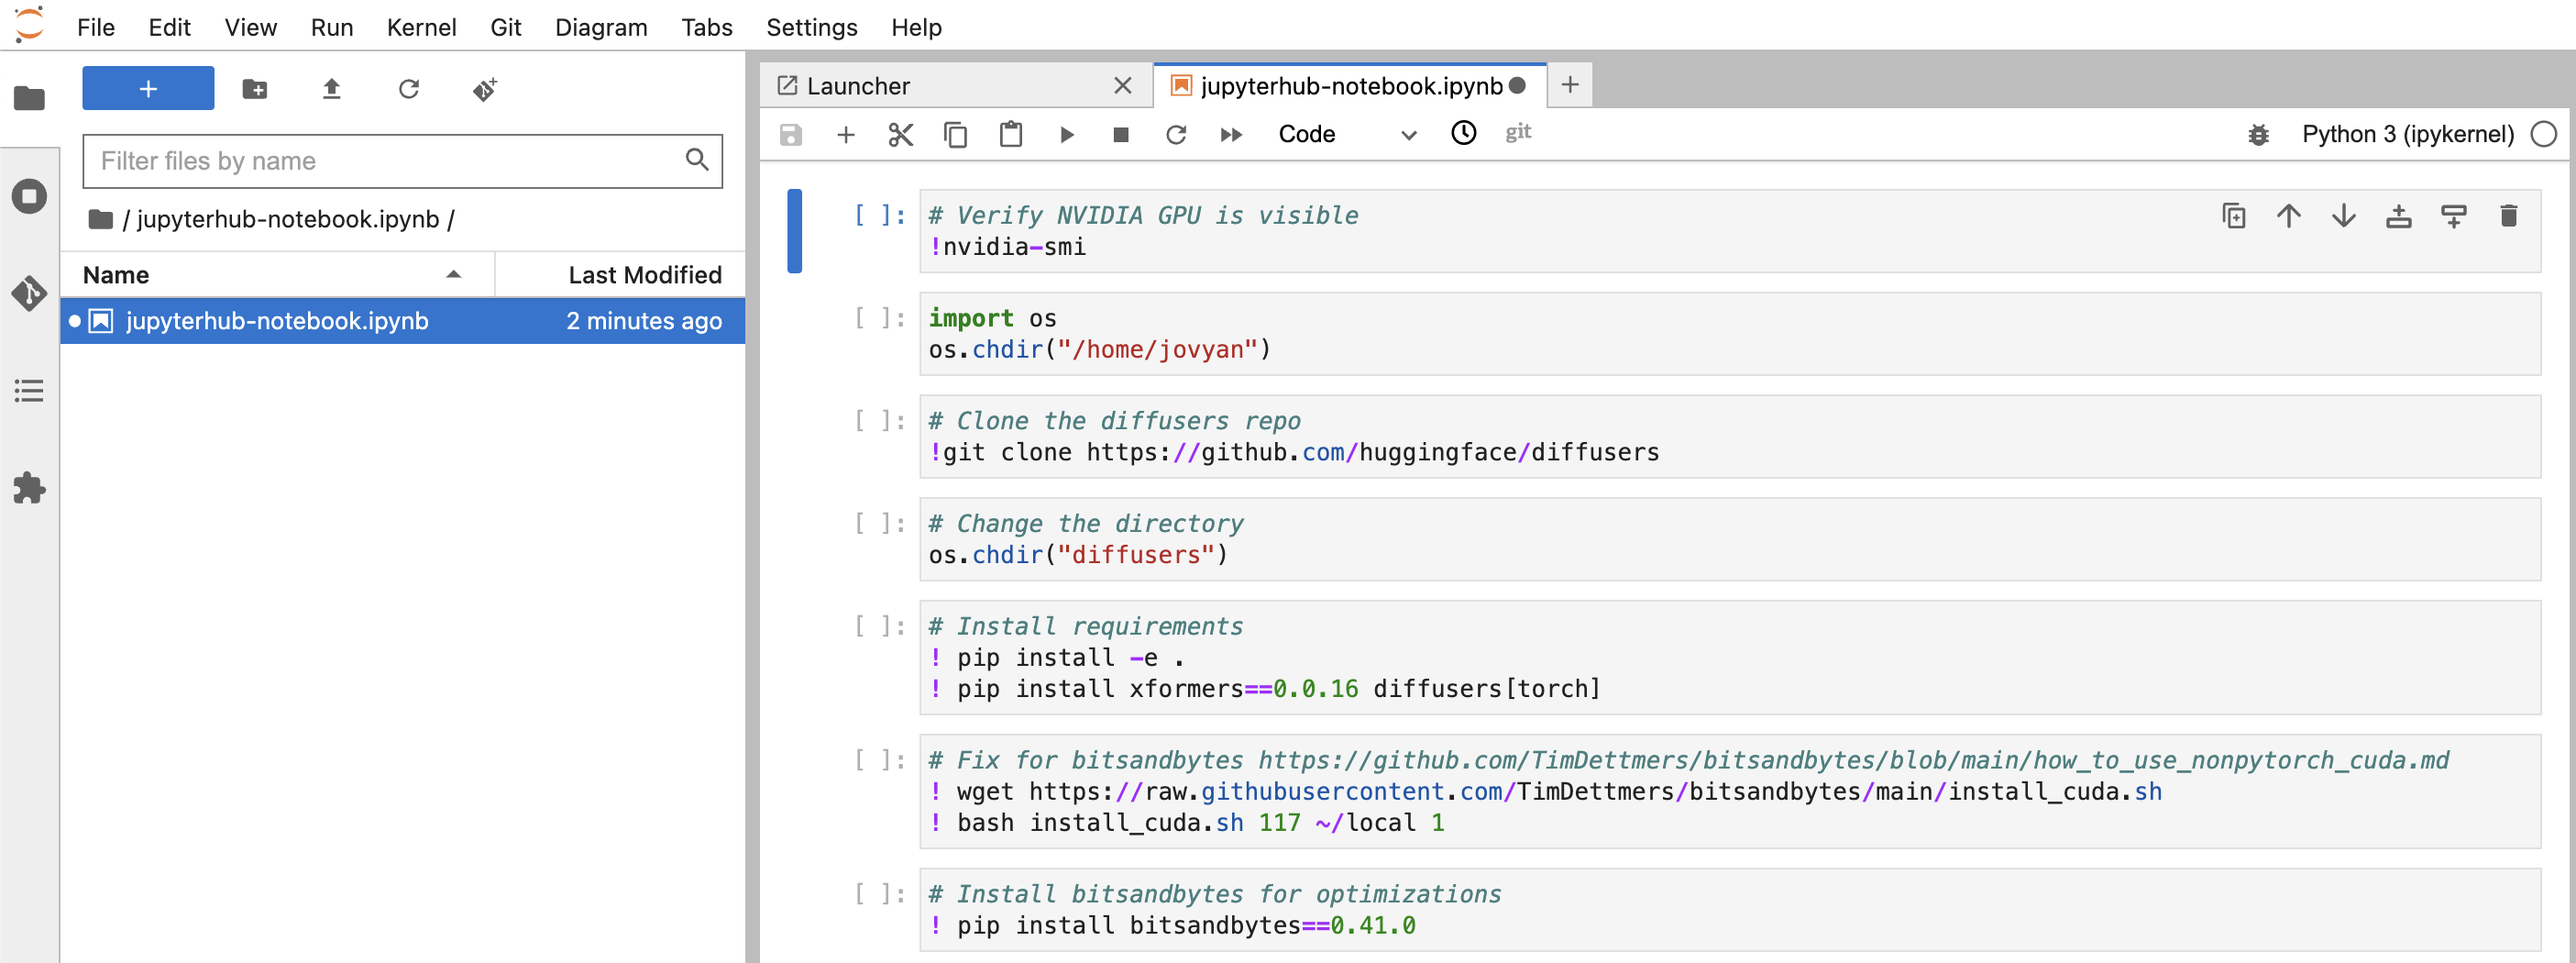 File Edit View Run Kernel Git Diagram Tabs Settings Help
+
Filter files by name
/ jupyterhub-notebook.ipynb /
Name Last Modified
jupyterhub-notebook.ipynb 2 minutes ago
Launcher jupyterhub-notebook.ipynb
Code git Python 3 (ipykernel)
[ ]: # Verify NVIDIA GPU is visible
!nvidia-smi
[ ]: import os
os.chdir("/home/jovyan")
[ ]: # Clone the diffusers repo
!git clone https://github.com/huggingface/diffusers
[ ]: # Change the directory
os.chdir("diffusers")
[ ]: # Install requirements
! pip install -e .
! pip install xformers==0.0.16 diffusers[torch]
[ ]: # Fix for bitsandbytes https://github.com/TimDettmers/bitsandbytes/blob/main/how_to_use_nonpytorch_cuda.md
! wget https://raw.githubusercontent.com/TimDettmers/bitsandbytes/main/install_cuda.sh
! bash install_cuda.sh 117 ~/local 1
[ ]: # Install bitsandbytes for optimizations
! pip install bitsandbytes==0.41.0